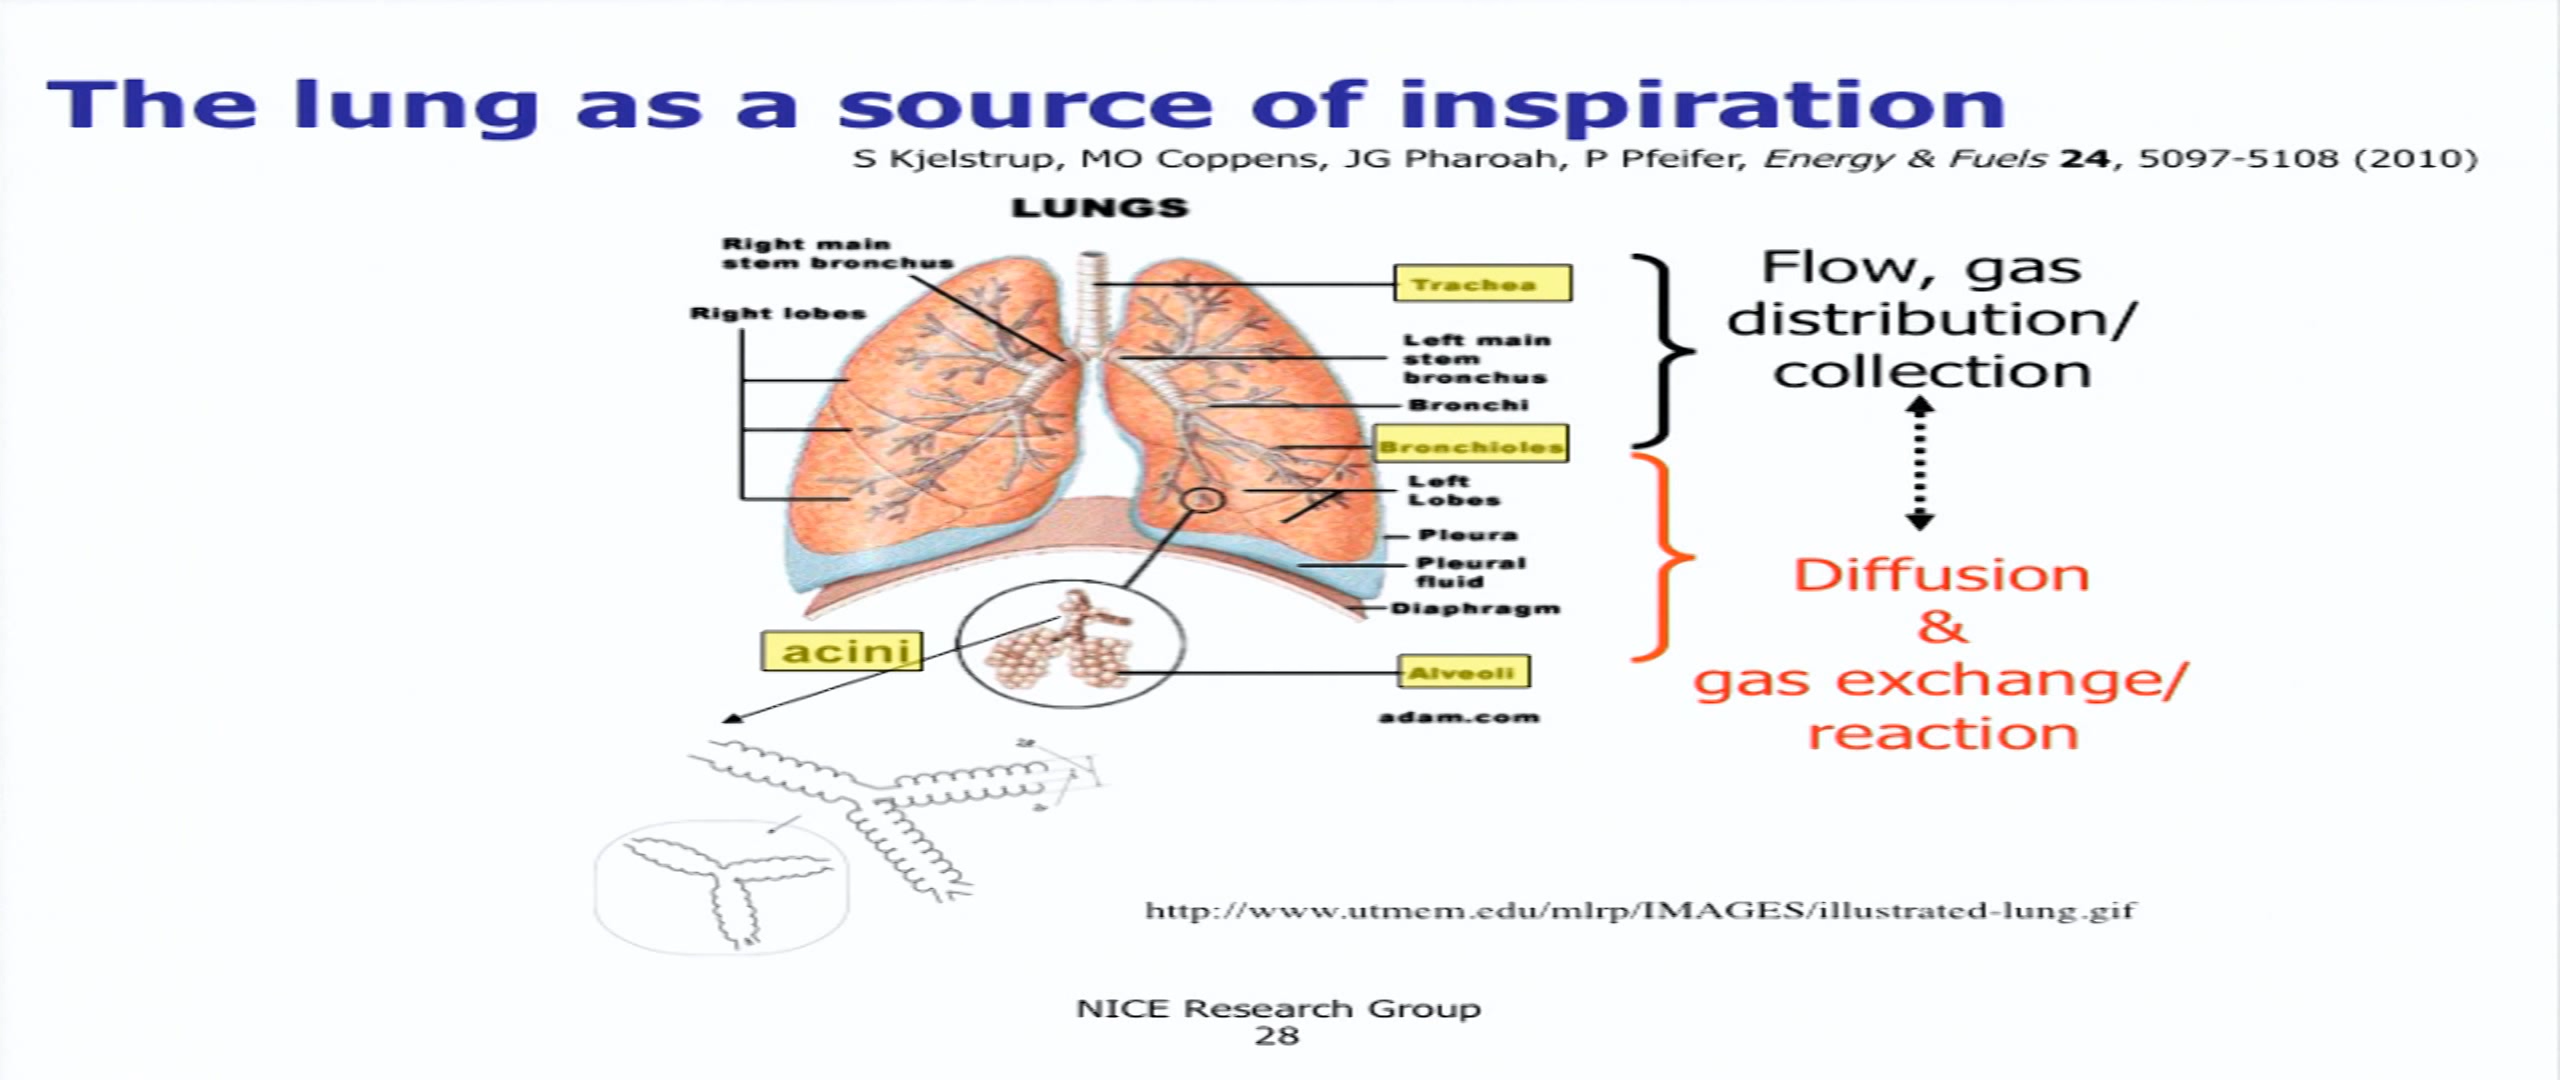 The lung as a source of inspiration
S Kjelstrup, MO Coppens, JG Pharoah, P Pfeifer, Energy & Fuels 24, 5097-5108 (2010)
LUNGS
Right main
stem bronchus
Right lobes
Trachea
Left main
stem
bronchus
Bronchi
Bronchioles
Left
Lobes
Pleura
Pleural
fluid
Diaphragm
acini
Alveoli
adam.com
Flow, gas
distribution/
collection
Diffusion
&
gas exchange/
reaction
http://www.utmem.edu/mlrp/IMAGES/illustrated-lung.gif
NICE Research Group
28